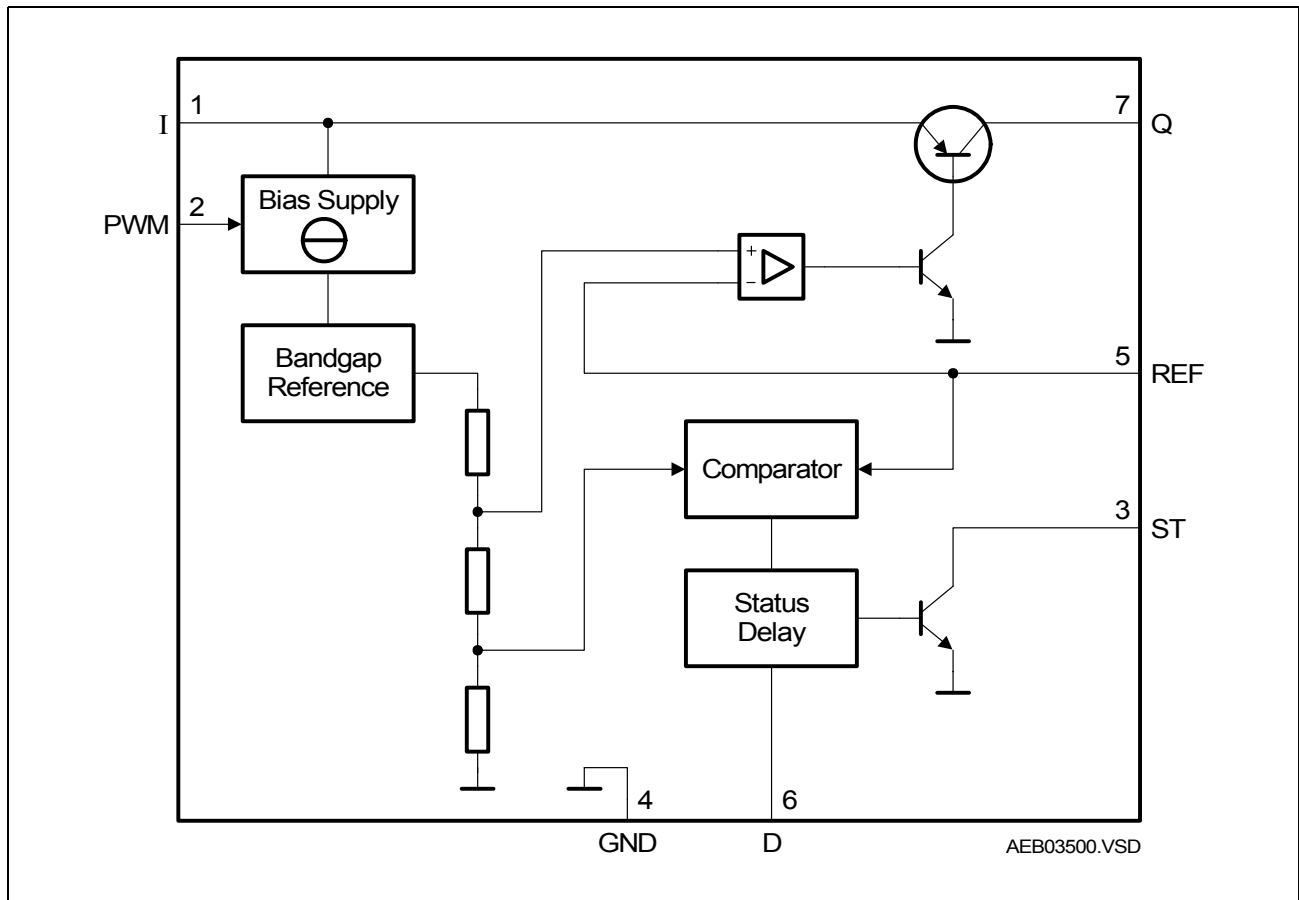 1
I
7
Q
2
PWM
Bias Supply
+
−
Bandgap
Reference
5
REF
Comparator
3
ST
Status
Delay
4
GND
6
D
AEB03500.VSD